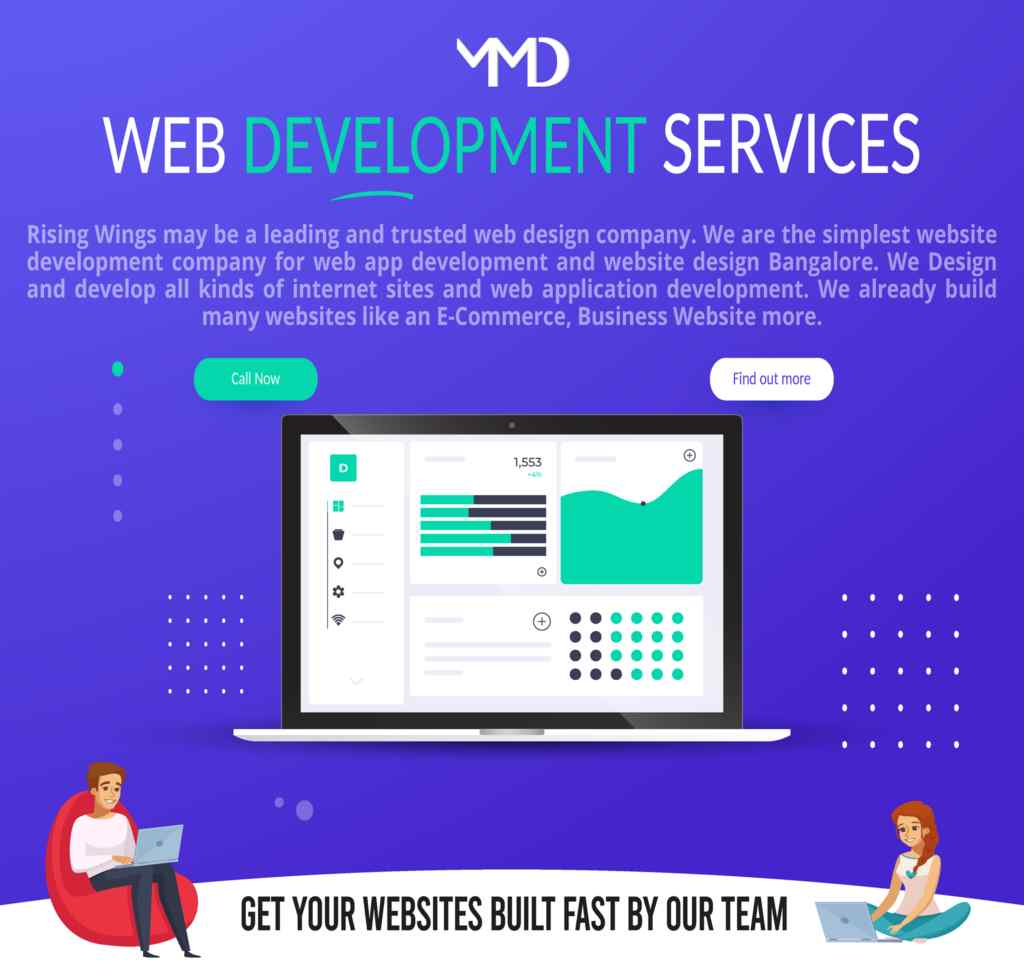 MMD
WEB DEVELOPMENT SERVICES
Rising Wings may be a leading and trusted web design company. We are the simplest website
development company for web app development and website design Bangalore. We Design
and develop all kinds of internet sites and web application development. We already build
many websites like an E-Commerce, Business Website more.
Call Now
Find out more
D
1,553
+4%
GET YOUR WEBSITES BUILT FAST BY OUR TEAM